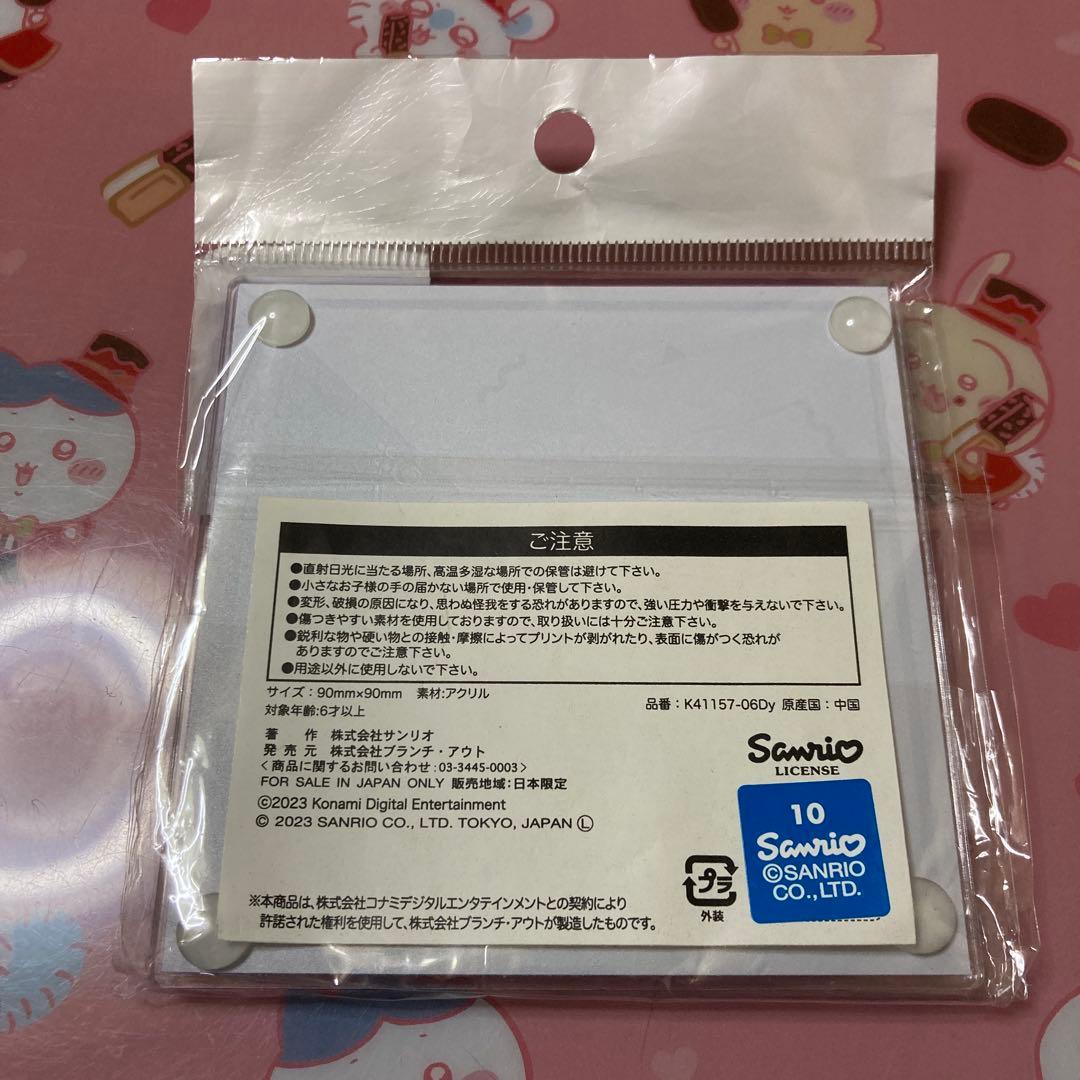 ご注意
●直射日光に当たる場所、高温多湿な場所での保管は避けて下さい。
●小さなお子様の手の届かない場所で使用・保管して下さい。
●変形、破損の原因になり、思わぬ怪我をする恐れがありますので、強い圧力や衝撃を与えないで下さい。
●傷つきやすい素材を使用しておりますので、取り扱いには十分ご注意下さい。
●鋭利な物や硬い物との接触・摩擦によってプリントが剥がれたり、表面に傷がつく恐れが
ありますのでご注意下さい。
●用途以外に使用しないで下さい。
サイズ：90mm×90mm 素材:アクリル
対象年齢:6才以上
品番：K41157-06Dy 原産国：中国
著 作 株式会社サンリオ
発 売 元 株式会社ブランチ・アウト
＜商品に関するお問い合わせ：03-3445-0003＞
FOR SALE IN JAPAN ONLY 販売地域：日本限定
©2023 Konami Digital Entertainment
© 2023 SANRIO CO., LTD. TOKYO, JAPAN Ⓛ
Sanrio
LICENSE
10
Sanrio
©SANRIO
CO.,LTD.
プラ
外装
※本商品は、株式会社コナミデジタルエンタテインメントとの契約により
許諾された権利を使用して、株式会社ブランチ・アウトが製造したものです。